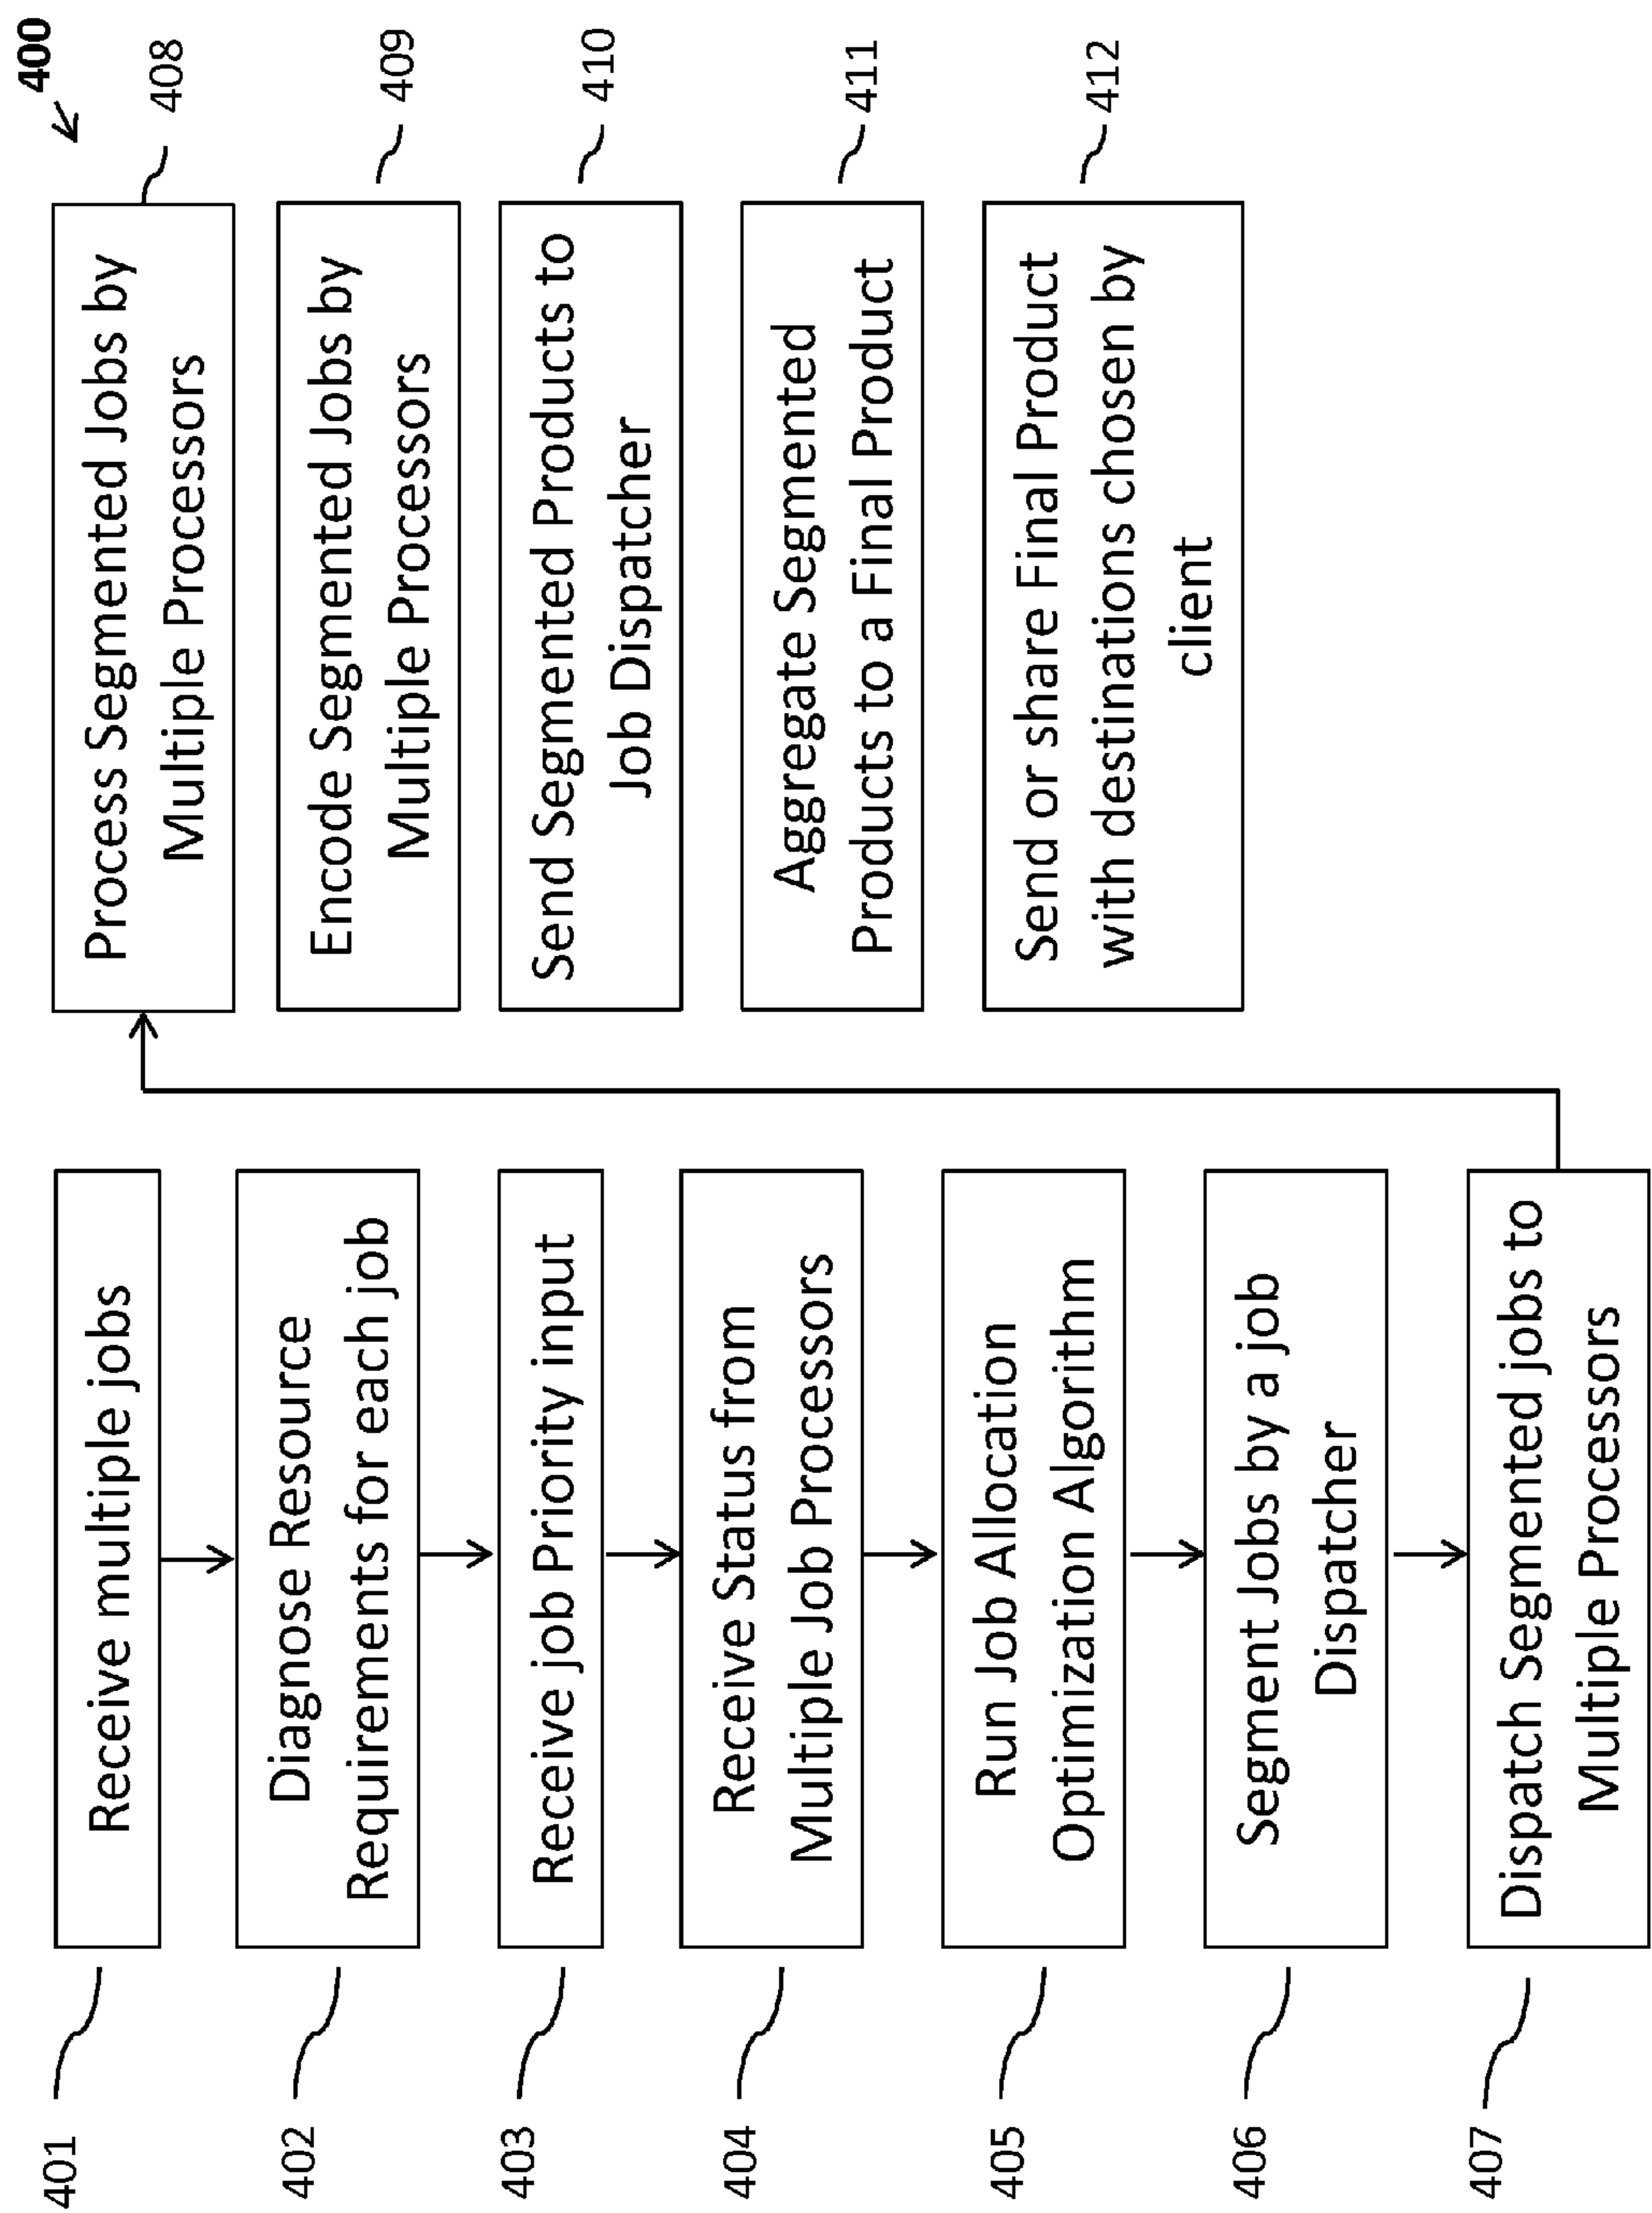 400
401
Receive multiple jobs
402
Diagnose Resource
Requirements for each job
403
Receive job Priority input
404
Receive Status from
Multiple Job Processors
405
Run Job Allocation
Optimization Algorithm
406
Segment Jobs by a job
Dispatcher
407
Dispatch Segmented jobs to
Multiple Processors
Process Segmented Jobs by
Multiple Processors
408
Encode Segmented Jobs by
Multiple Processors
409
Send Segmented Products to
Job Dispatcher
410
Aggregate Segmented
Products to a Final Product
411
Send or share Final Product
with destinations chosen by
client
412